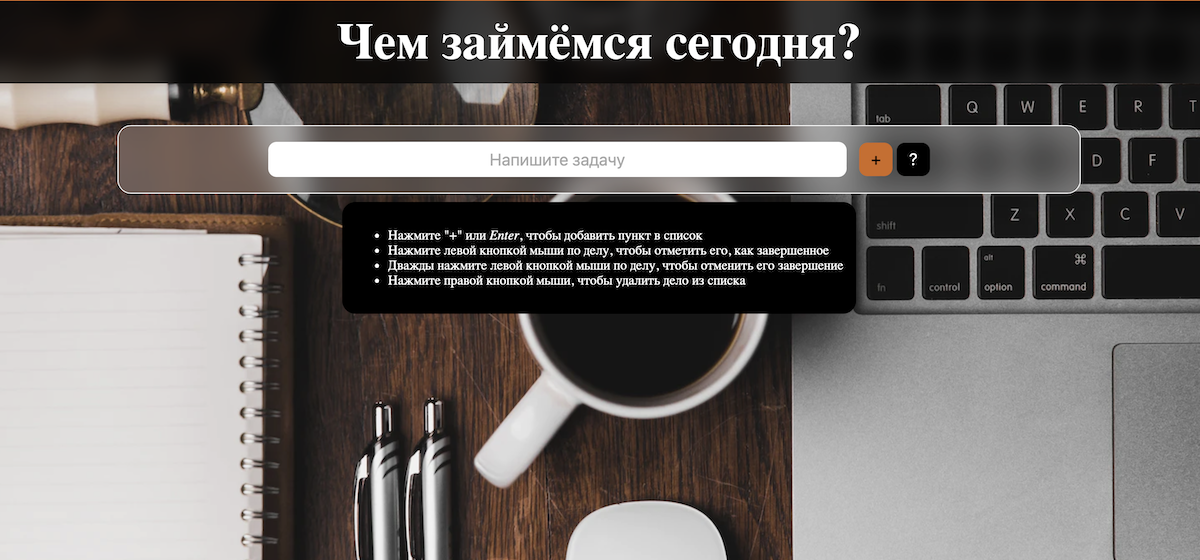 Чем займёмся сегодня?
Напишите задачу
+
?
Нажмите "+" или Enter, чтобы добавить пункт в список
Нажмите левой кнопкой мыши по делу, чтобы отметить его, как завершенное
Дважды нажмите левой кнопкой мыши по делу, чтобы отменить его завершение
Нажмите правой кнопкой мыши, чтобы удалить дело из списка
tab Q W E R T
D F
shift Z X C V
fn control alt option ⌘ command